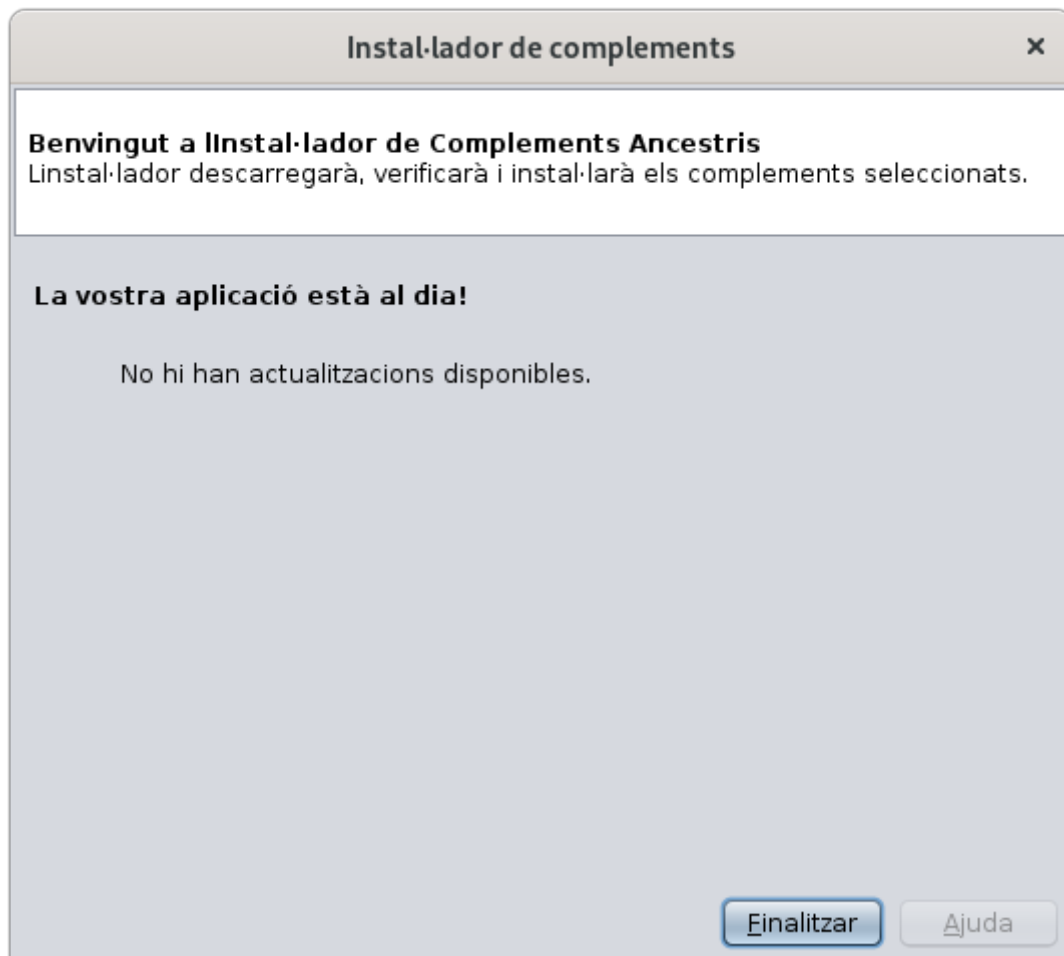 Instal·lador de complements
Benvingut a lInstal·lador de Complements Ancestris
Linstal·lador descarregarà, verificarà i instal·larà els complements seleccionats.
La vostra aplicació està al dia!
No hi han actualitzacions disponibles.
Finalitzar Ajuda